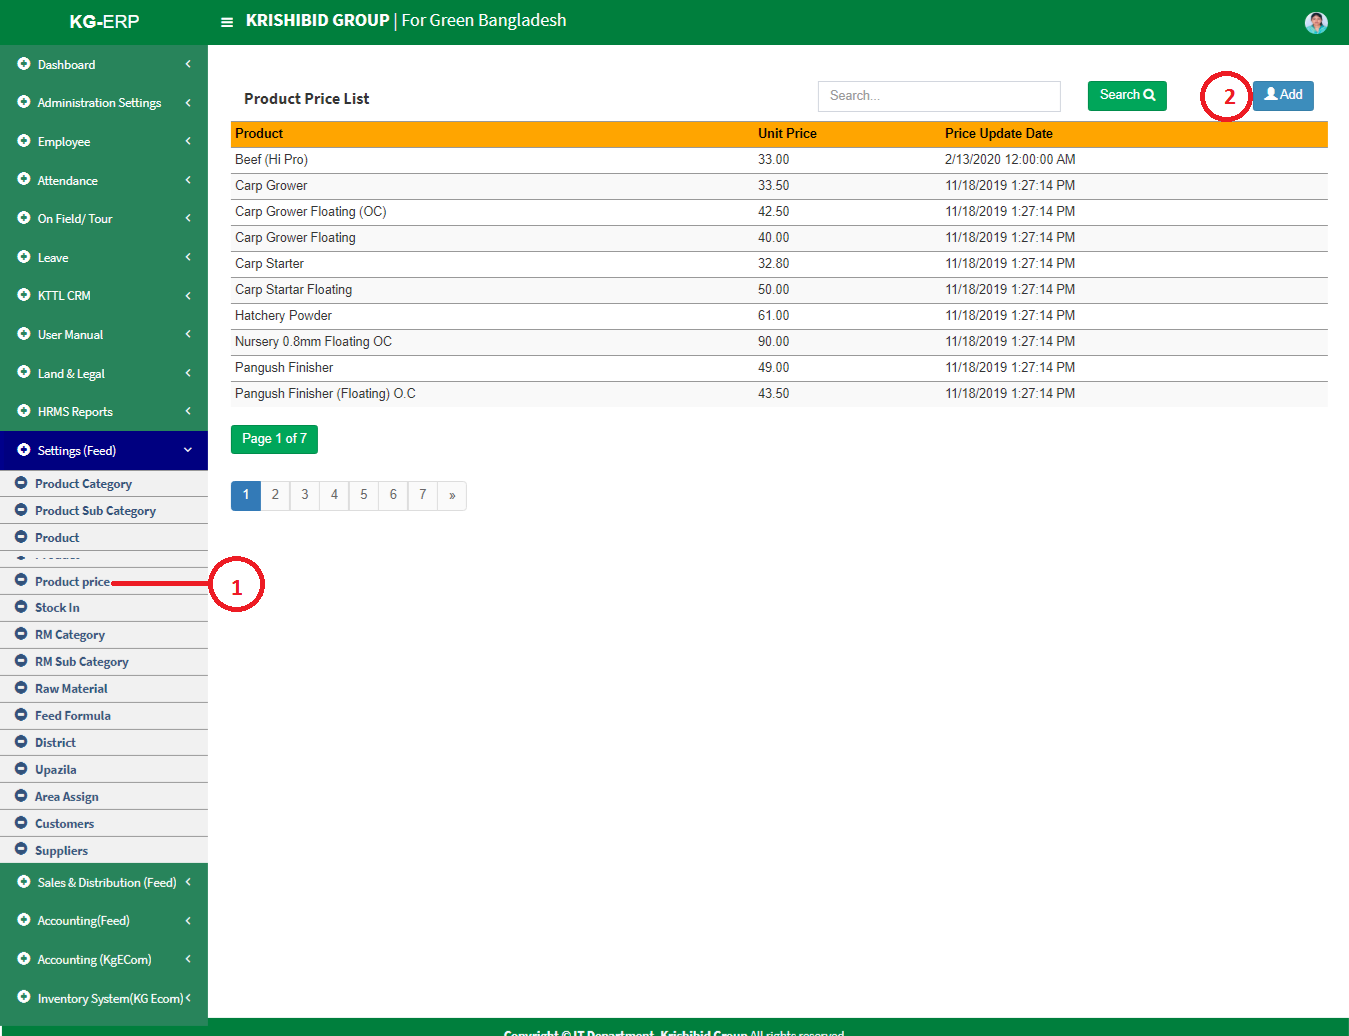 KG-ERP
KRISHIBID GROUP | For Green Bangladesh
Dashboard
Administration Settings
Employee
Attendance
On Field/ Tour
Leave
KTTL CRM
User Manual
Land & Legal
HRMS Reports
Settings (Feed)
Product Category
Product Sub Category
Product
Product price
Stock In
RM Category
RM Sub Category
Raw Material
Feed Formula
District
Upazila
Area Assign
Customers
Suppliers
Sales & Distribution (Feed)
Accounting(Feed)
Accounting (KgECom)
Inventory System(KG Ecom)
1
Product Price List
Search...
Search
2
Add
Product Unit Price Price Update Date
Beef (Hi Pro) 33.00 2/13/2020 12:00:00 AM
Carp Grower 33.50 11/18/2019 1:27:14 PM
Carp Grower Floating (OC) 42.50 11/18/2019 1:27:14 PM
Carp Grower Floating 40.00 11/18/2019 1:27:14 PM
Carp Starter 32.80 11/18/2019 1:27:14 PM
Carp Startar Floating 50.00 11/18/2019 1:27:14 PM
Hatchery Powder 61.00 11/18/2019 1:27:14 PM
Nursery 0.8mm Floating OC 90.00 11/18/2019 1:27:14 PM
Pangush Finisher 49.00 11/18/2019 1:27:14 PM
Pangush Finisher (Floating) O.C 43.50 11/18/2019 1:27:14 PM
Page 1 of 7
1 2 3 4 5 6 7 »
Copyright © IT Department, Krishibid Group All rights reserved